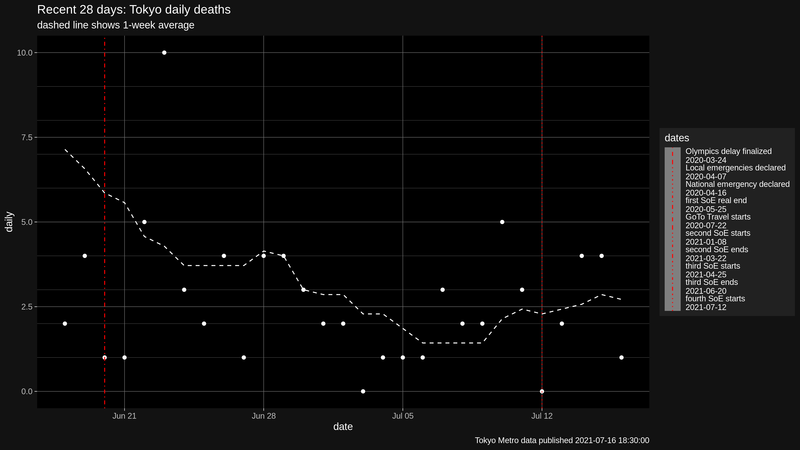 Recent 28 days: Tokyo daily deaths
dashed line shows 1-week average
10.0
7.5
5.0
2.5
0.0
daily
Jun 21
Jun 28
Jul 05
Jul 12
date
dates
Olympics delay finalized
2020-03-24
Local emergencies declared
2020-04-07
National emergency declared
2020-04-16
first SoE real end
2020-05-25
GoTo Travel starts
2020-07-22
second SoE starts
2021-01-08
second SoE ends
2021-03-22
third SoE starts
2021-04-25
third SoE ends
2021-06-20
fourth SoE starts
2021-07-12
Tokyo Metro data published 2021-07-16 18:30:00